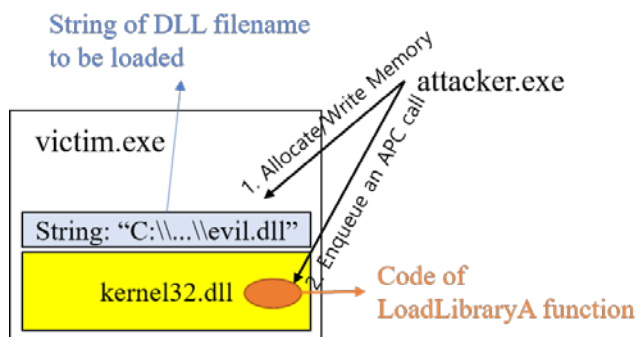 String of DLL filename
to be loaded
attacker.exe
1. Allocate/Write Memory
2. Enqueue an APC call
victim.exe
String: “C:\\...\\evil.dll”
kernel32.dll
Code of
LoadLibraryA function